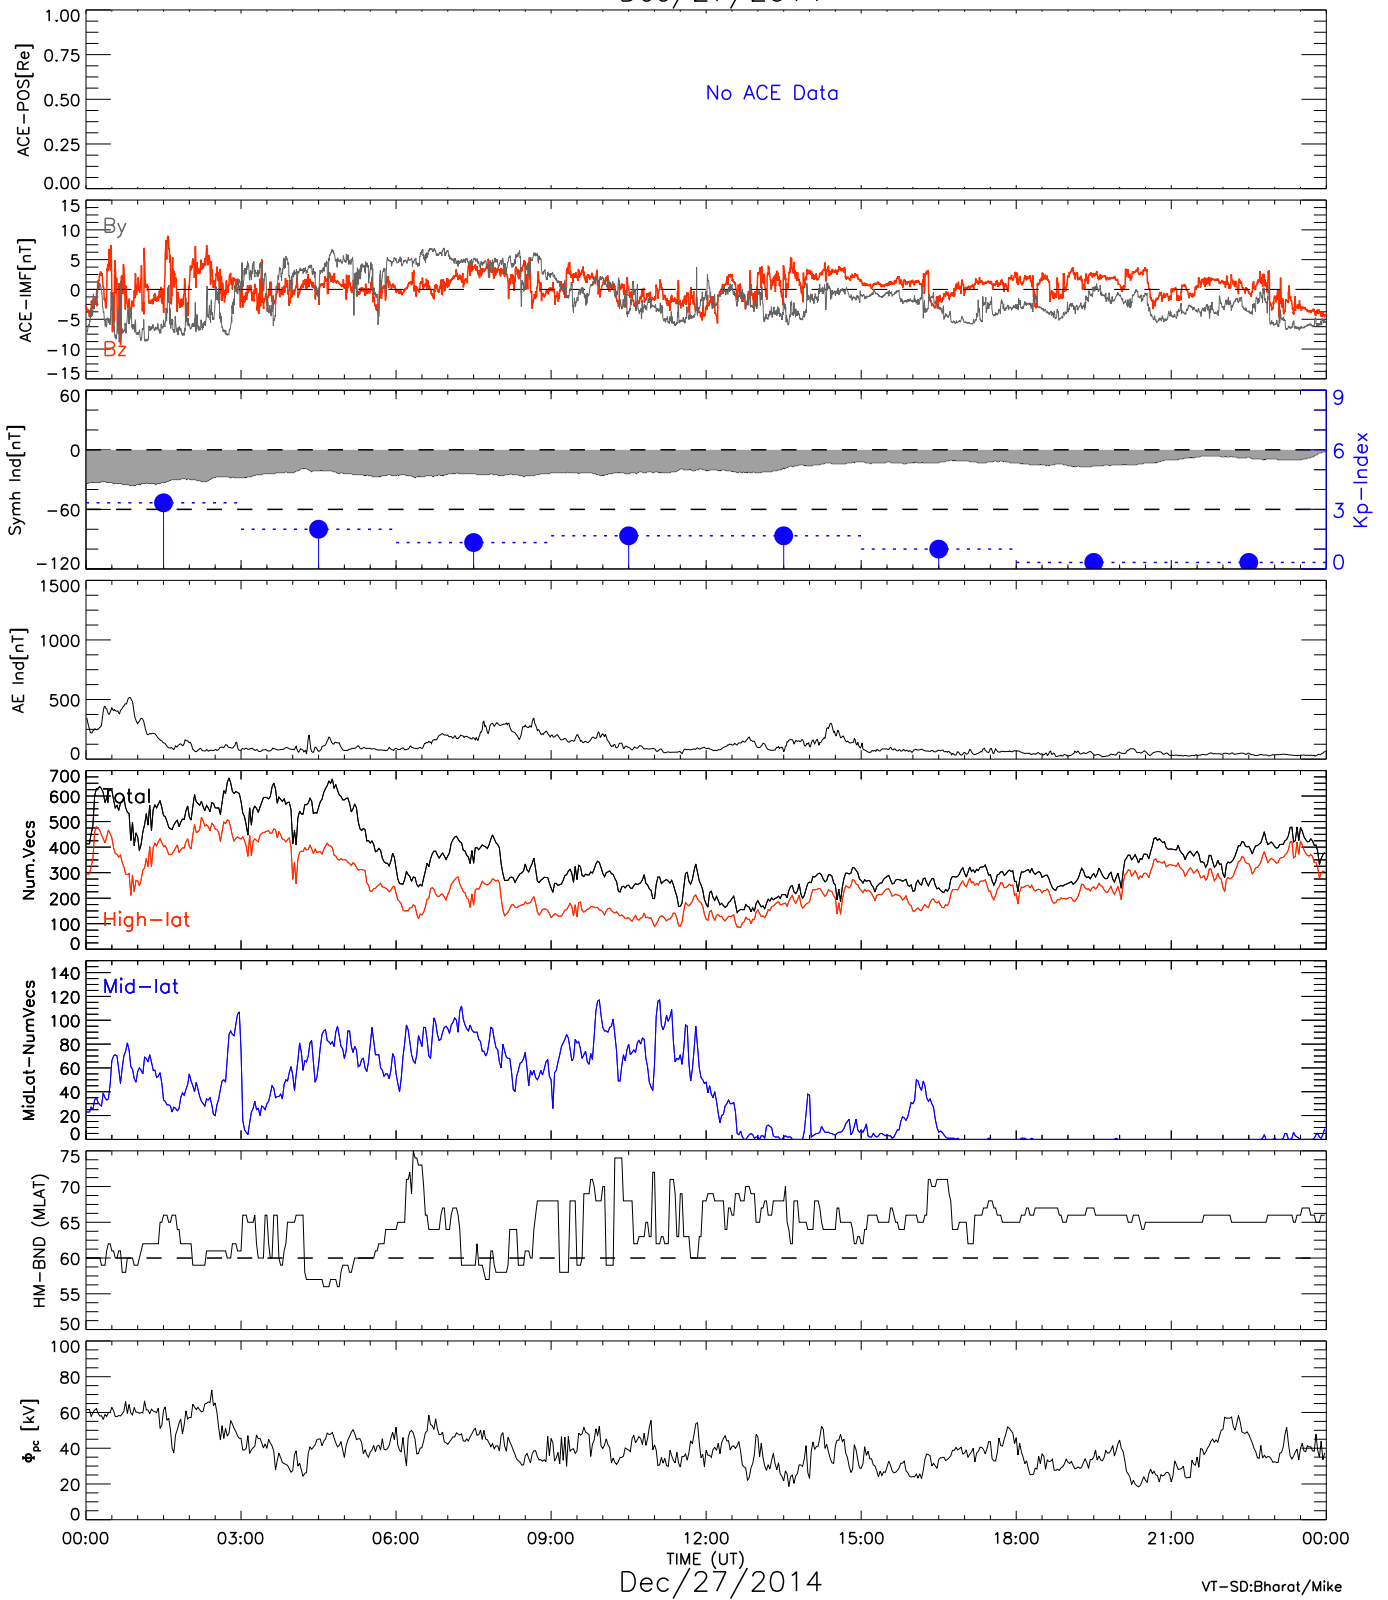 Dec/27/2014
ACE-POS[Re]
1.00
0.75
0.50
0.25
0.00
No ACE Data
ACE-IMF[nT]
15
10
5
0
-5
-10
-15
By
Bz
Symh Ind[nT]
60
0
-60
-120
9
6
3
0
Kp-Index
AE Ind[nT]
1500
1000
500
0
Num.Vecs
700
600
500
400
300
200
100
0
Total
High-lat
MidLat-NumVecs
140
120
100
80
60
40
20
0
Mid-lat
HM-BND (MLAT)
75
70
65
60
55
50
Φpc [kV]
100
80
60
40
20
0
00:00 03:00 06:00 09:00 12:00 15:00 18:00 21:00 00:00
TIME (UT)
Dec/27/2014
VT-SD:Bharat/Mike